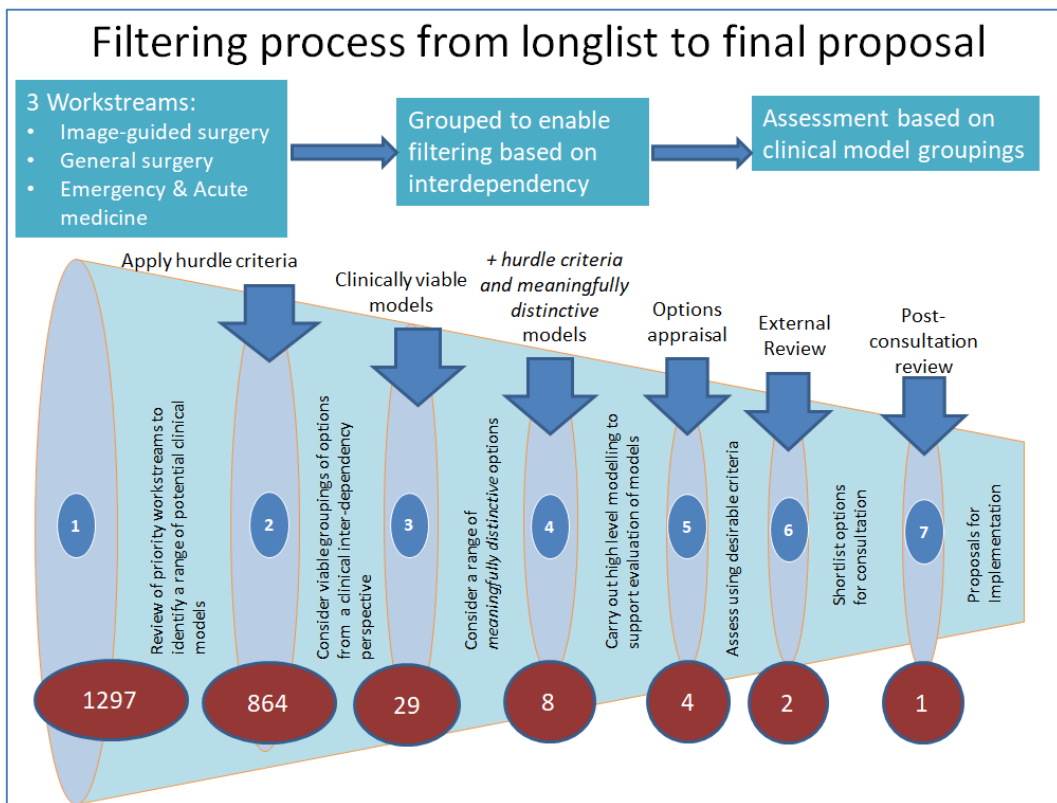 Filtering process from longlist to final proposal
3 Workstreams:
• Image-guided surgery
• General surgery
• Emergency & Acute
medicine
Grouped to enable
filtering based on
interdependency
Assessment based on
clinical model groupings
Apply hurdle criteria
Clinically viable
models
+ hurdle criteria
and meaningfully
distinctive
models
Options
appraisal
External
Review
Post-
consultation
review
1
Review of priority workstreams to
identify a range of potential clinical
models
2
Consider viable groupings of options
from a clinical inter-dependency
perspective
3
Consider a range of
meaningfully distinctive options
4
Carry out high level modelling to
support evaluation of models
5
Assess using desirable criteria
6
Shortlist options
for consultation
7
Proposals for
Implementation
1297
864
29
8
4
2
1